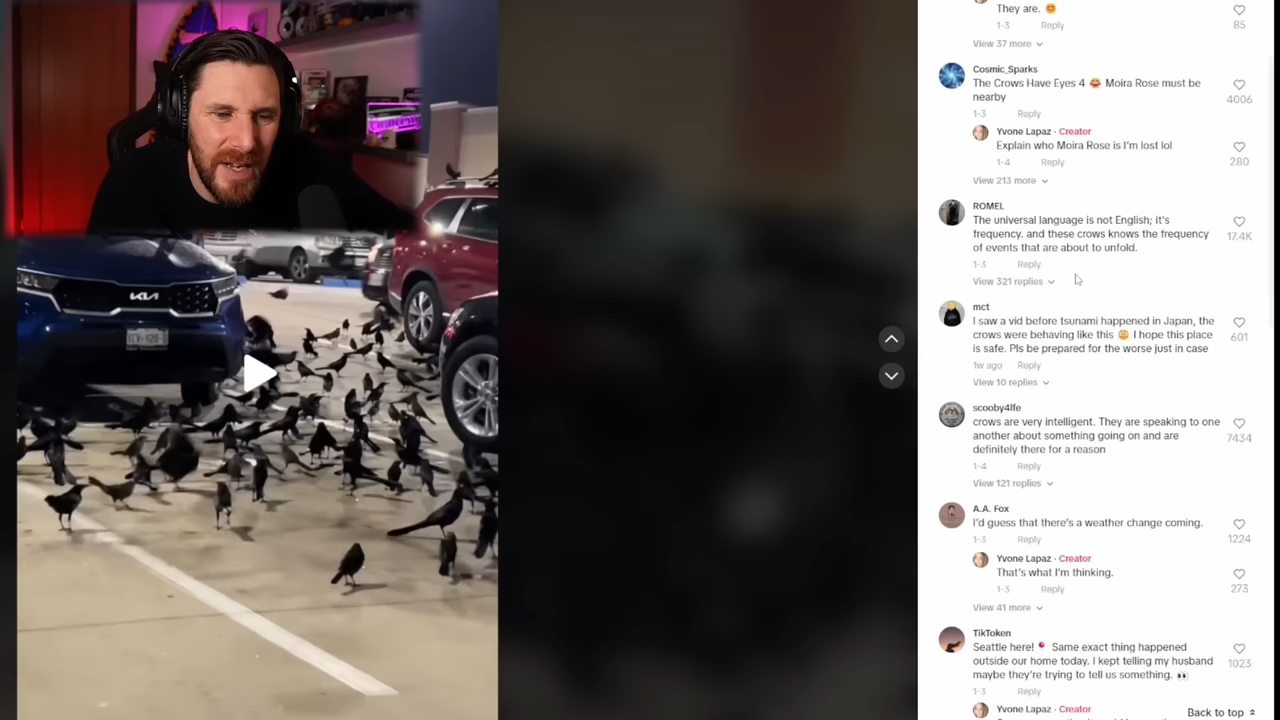 They are. 😊
85
1-3 Reply
View 37 more
Cosmic_Sparks
The Crows Have Eyes 4 😂 Moira Rose must be
nearby
4006
1-3 Reply
Yvone Lapaz · Creator
Explain who Moira Rose is I'm lost lol
280
1-4 Reply
View 213 more
ROMEL
The universal language is not English; it's
frequency. and these crows knows the frequency
of events that are about to unfold.
17.4K
1-3 Reply
View 321 replies
mct
I saw a vid before tsunami happened in Japan, the
crows were behaving like this 😳 I hope this place
is safe. Pls be prepared for the worse just in case
601
1w ago Reply
View 10 replies
scooby4lfe
crows are very intelligent. They are speaking to one
another about something going on and are
definitely there for a reason
7434
1-4 Reply
View 121 replies
A.A. Fox
I'd guess that there's a weather change coming.
1224
1-3 Reply
Yvone Lapaz · Creator
That's what I'm thinking.
273
1-3 Reply
View 41 more
TikToken
Seattle here! 🎈 Same exact thing happened
outside our home today. I kept telling my husband
maybe they're trying to tell us something. 👀
1023
1-3 Reply
Yvone Lapaz · Creator
Back to top
KIA